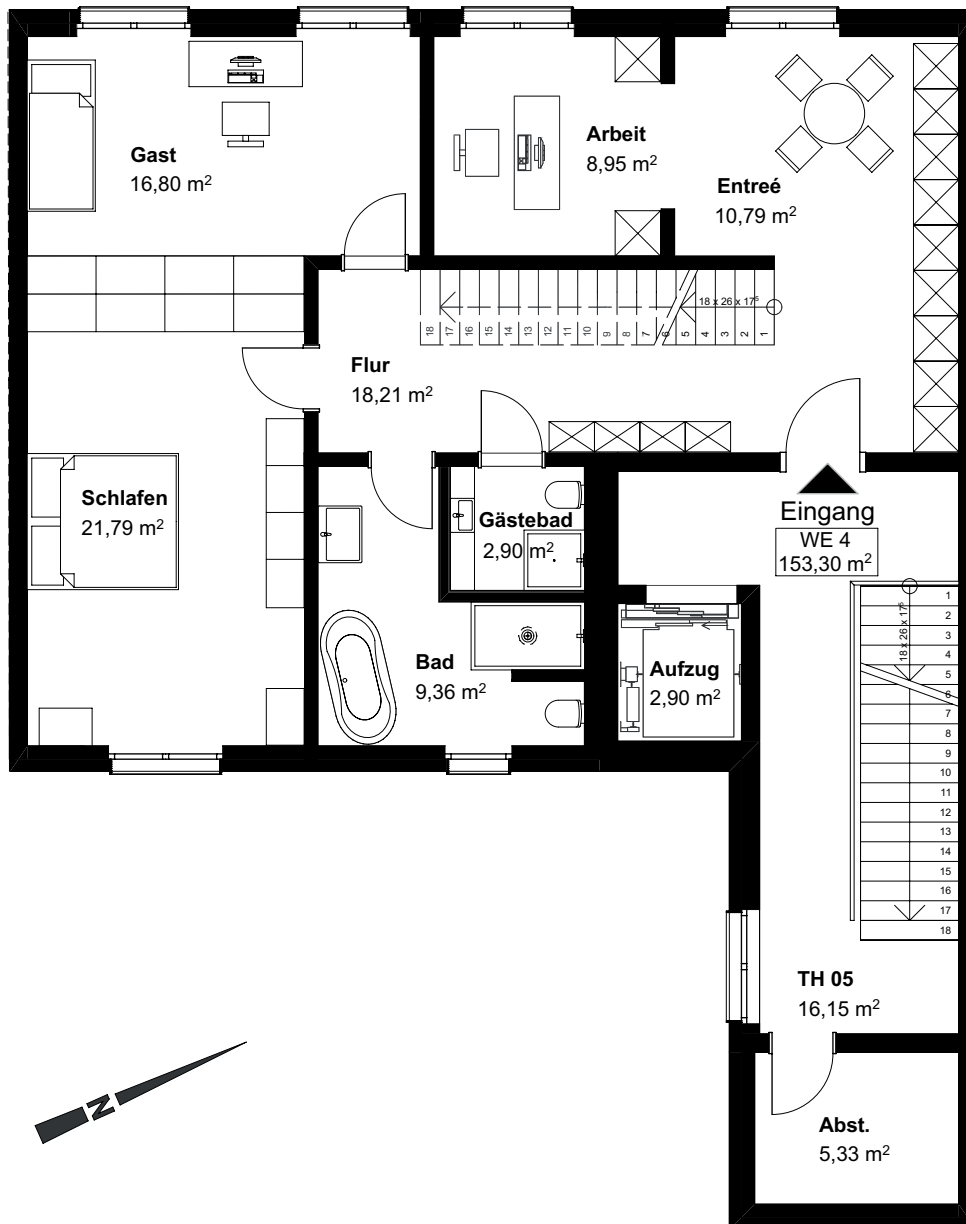 Gast
16,80 m²
Arbeit
8,95 m²
Entreé
10,79 m²
18 17 16 15 14 13 12 11 10 9 8 7 6 5 4 3 2 1
18 x 26 x 17⁵
Flur
18,21 m²
Schlafen
21,79 m²
Gästebad
2,90 m²
Eingang
WE 4
153,30 m²
Bad
9,36 m²
Aufzug
2,90 m²
18 x 26 x 17⁵
1
2
3
4
5
6
7
8
9
10
11
12
13
14
15
16
17
18
TH 05
16,15 m²
N
Abst.
5,33 m²